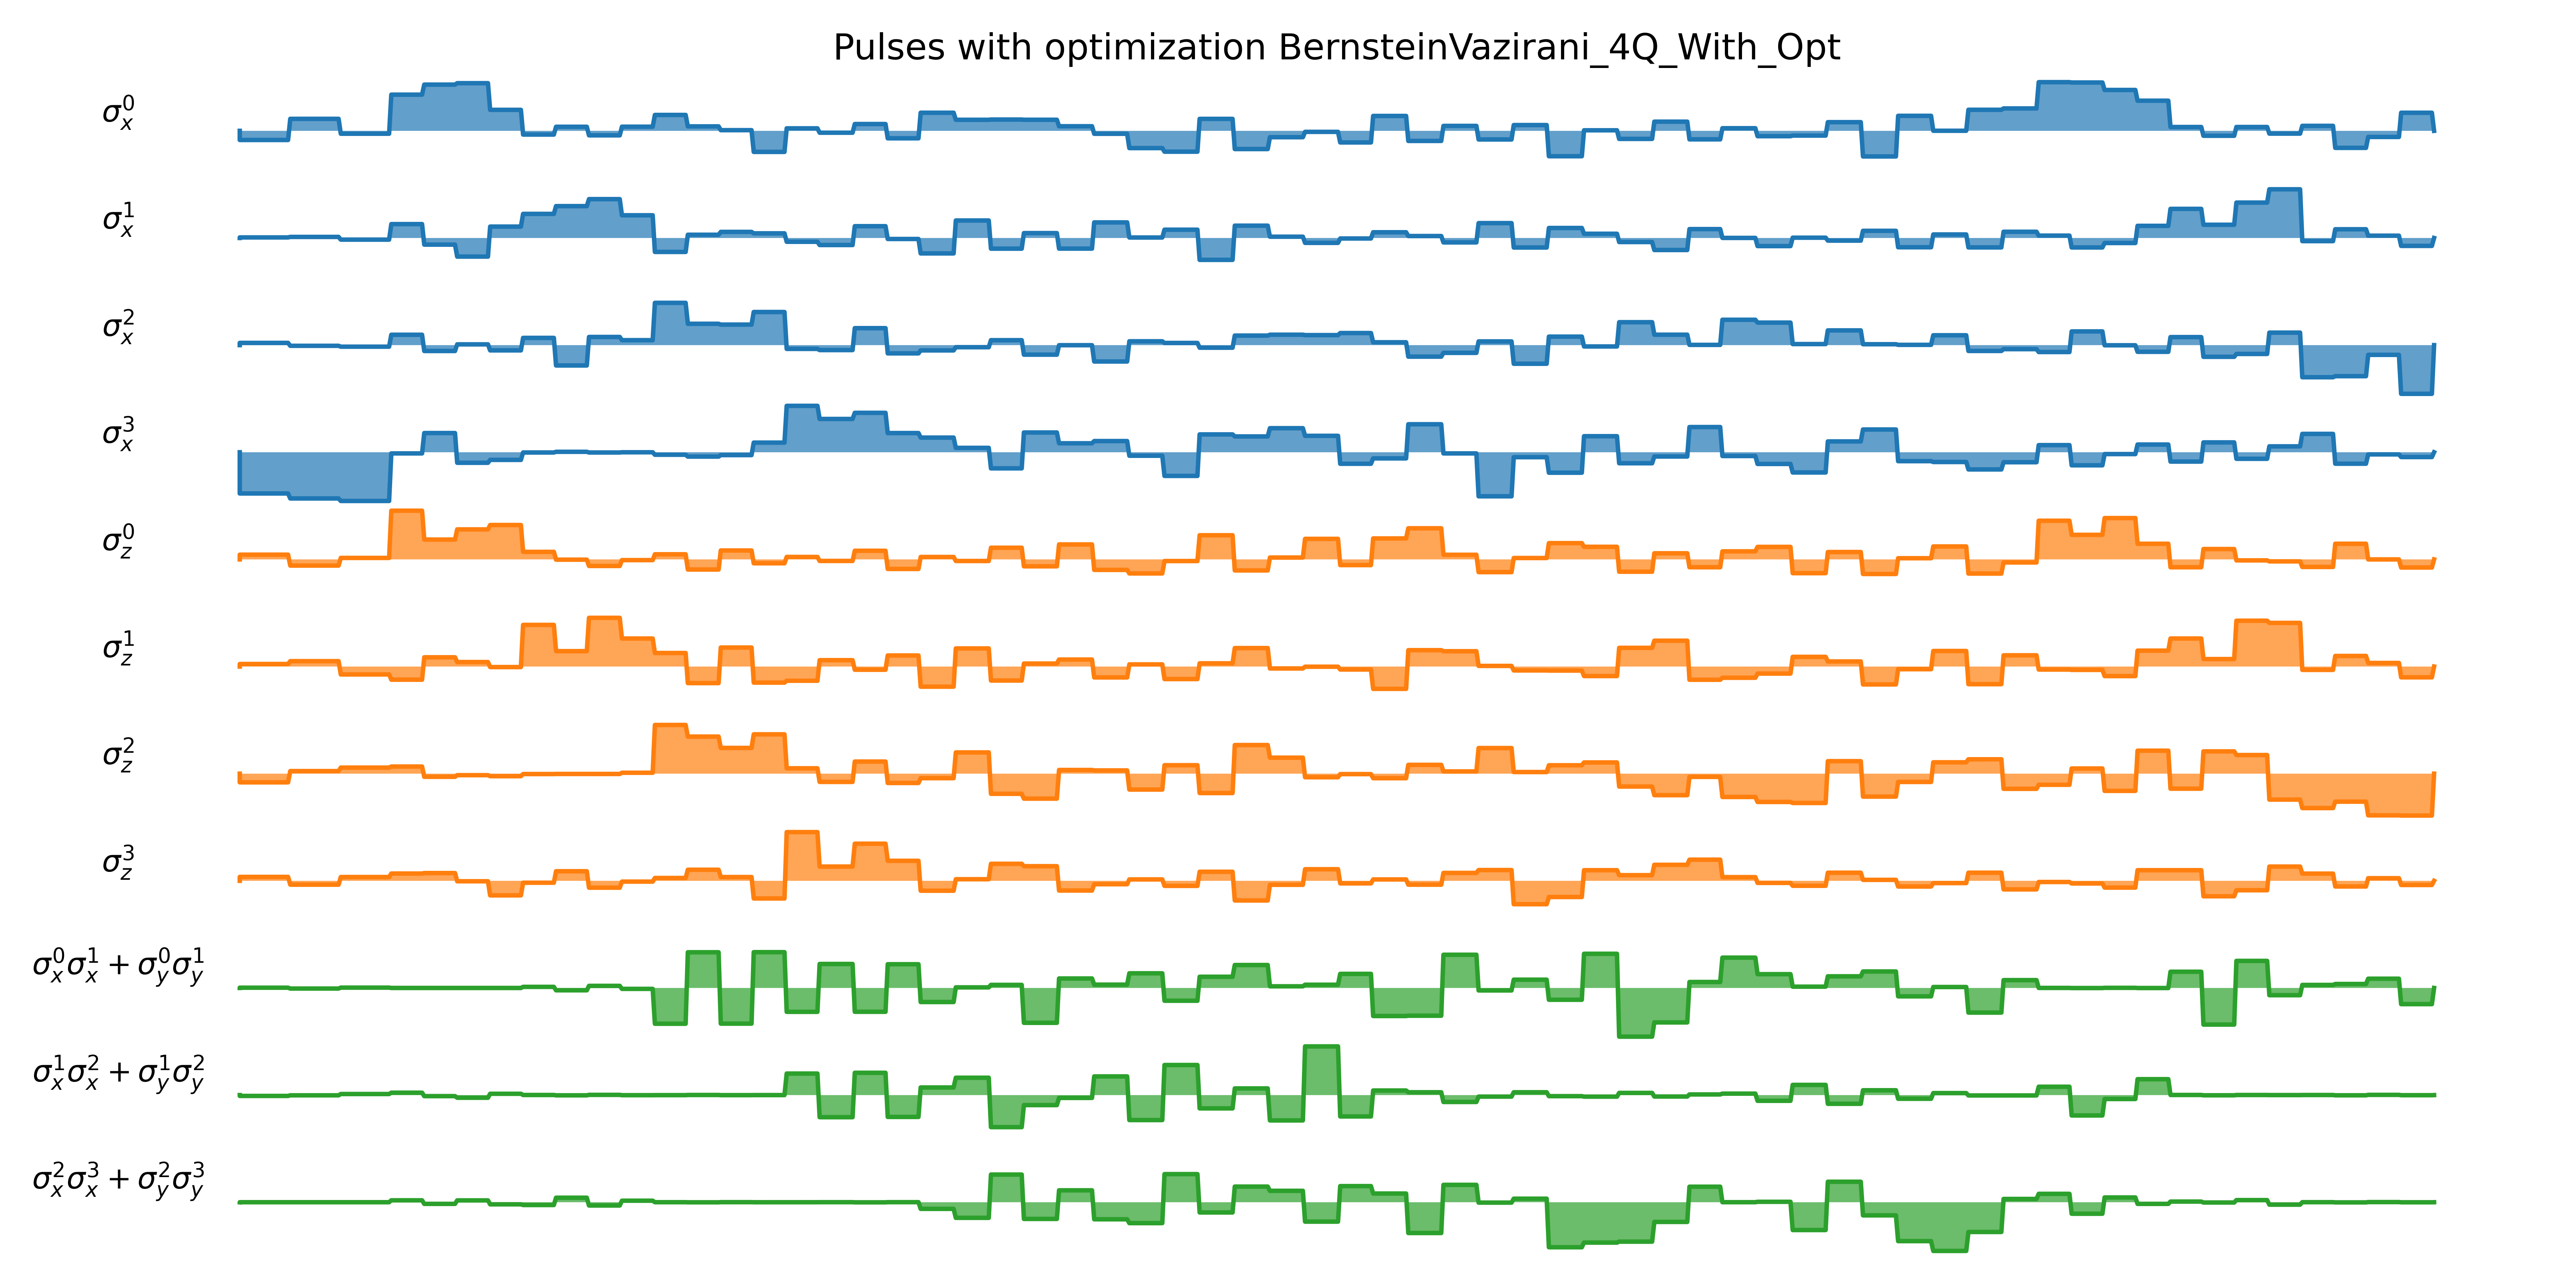 Pulses with optimization BernsteinVazirani_4Q_With_Opt
σ_x^0
σ_x^1
σ_x^2
σ_x^3
σ_z^0
σ_z^1
σ_z^2
σ_z^3
σ_x^0σ_x^1 + σ_y^0σ_y^1
σ_x^1σ_x^2 + σ_y^1σ_y^2
σ_x^2σ_x^3 + σ_y^2σ_y^3